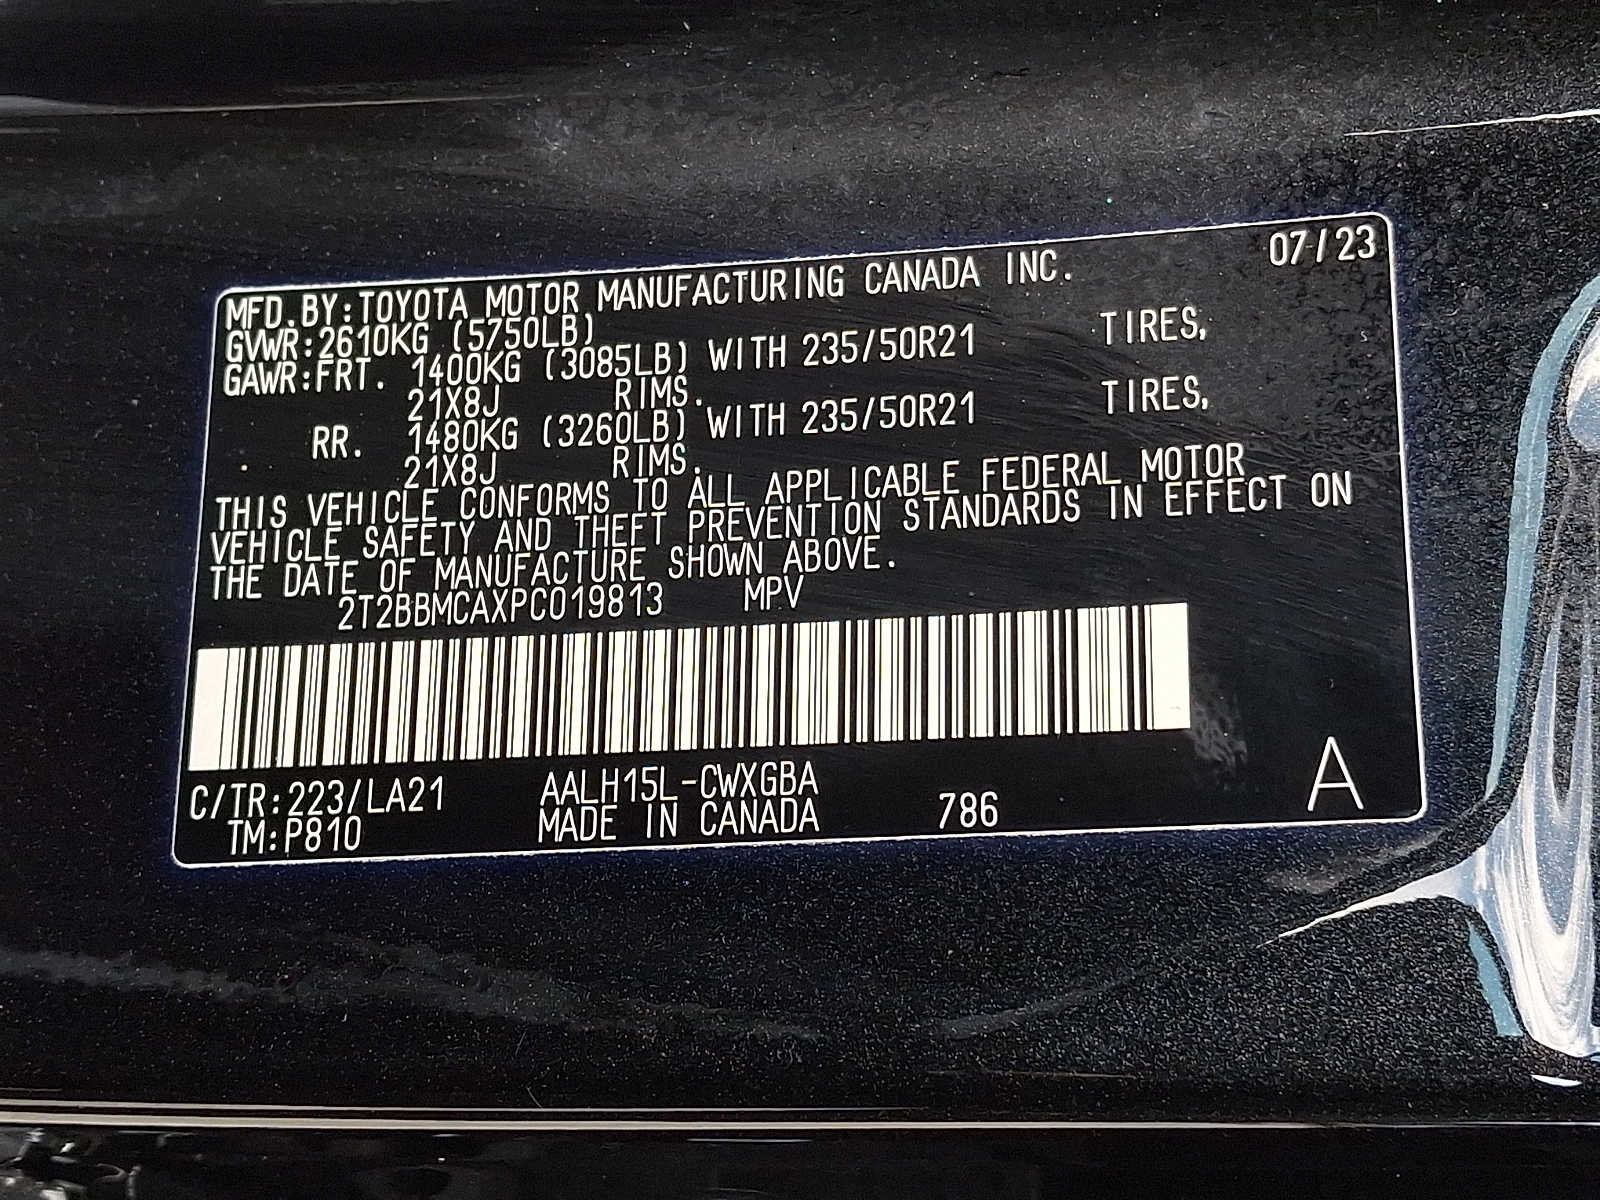 07/23
MFD.BY:TOYOTA MOTOR MANUFACTURING CANADA INC.
GVWR:2610KG (5750LB)
GAWR:FRT. 1400KG (3085LB) WITH 235/50R21 TIRES,
21X8J RIMS.
RR. 1480KG (3260LB) WITH 235/50R21 TIRES,
21X8J RIMS.
THIS VEHICLE CONFORMS TO ALL APPLICABLE FEDERAL MOTOR
VEHICLE SAFETY AND THEFT PREVENTION STANDARDS IN EFFECT ON
THE DATE OF MANUFACTURE SHOWN ABOVE.
2T2BBMCAXPC019813 MPV
C/TR:223/LA21 AALH15L-CWXGBA
TM:P810 MADE IN CANADA 786 A